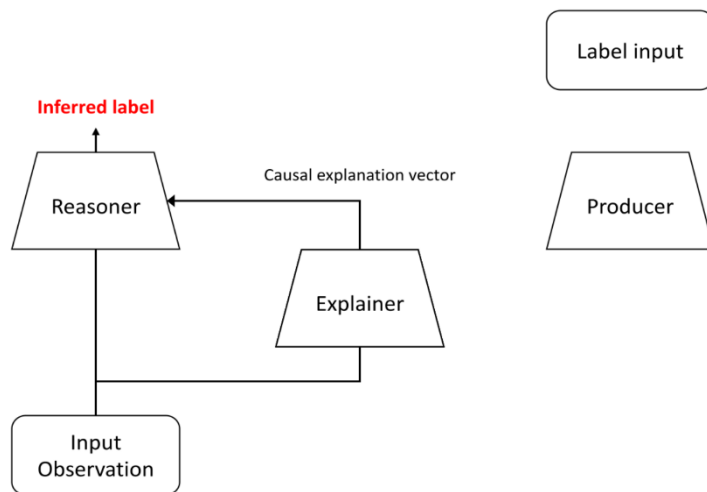 Label input
Inferred label
Causal explanation vector
Reasoner
Producer
Explainer
Input
Observation